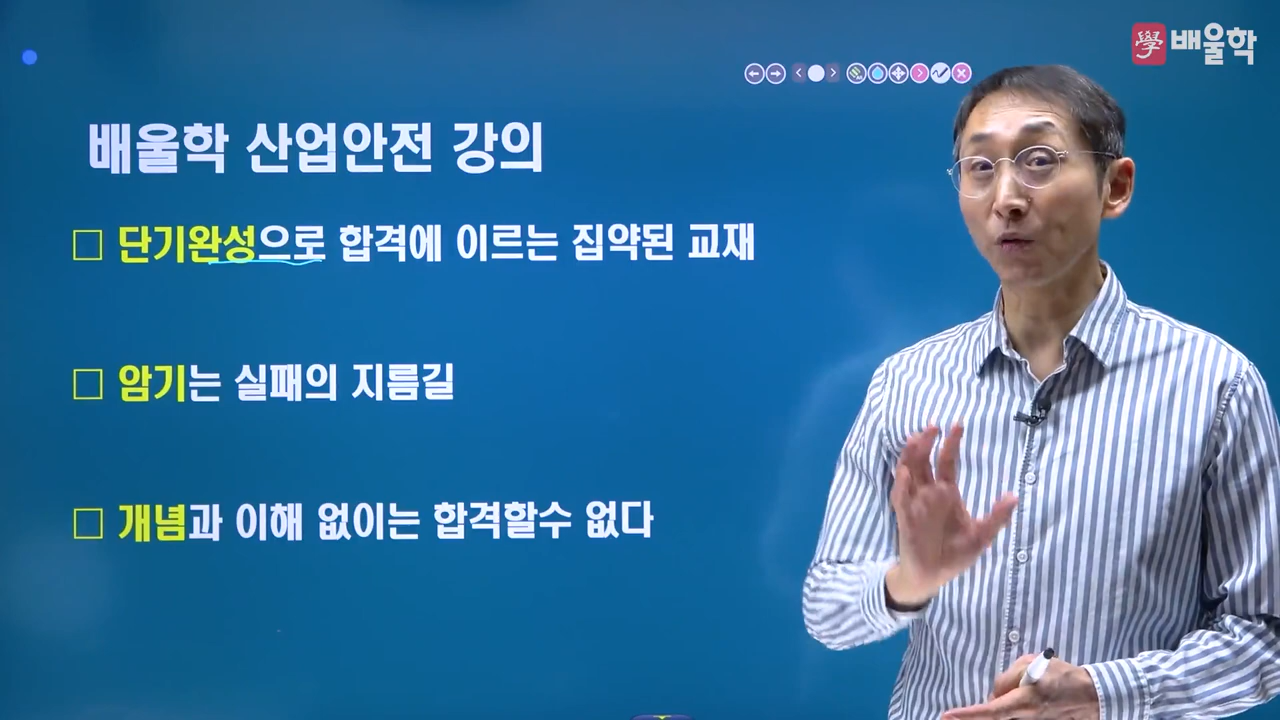 學 배울학
배울학 산업안전 강의
□ 단기완성으로 합격에 이르는 집약된 교재
□ 암기는 실패의 지름길
□ 개념과 이해 없이는 합격할수 없다